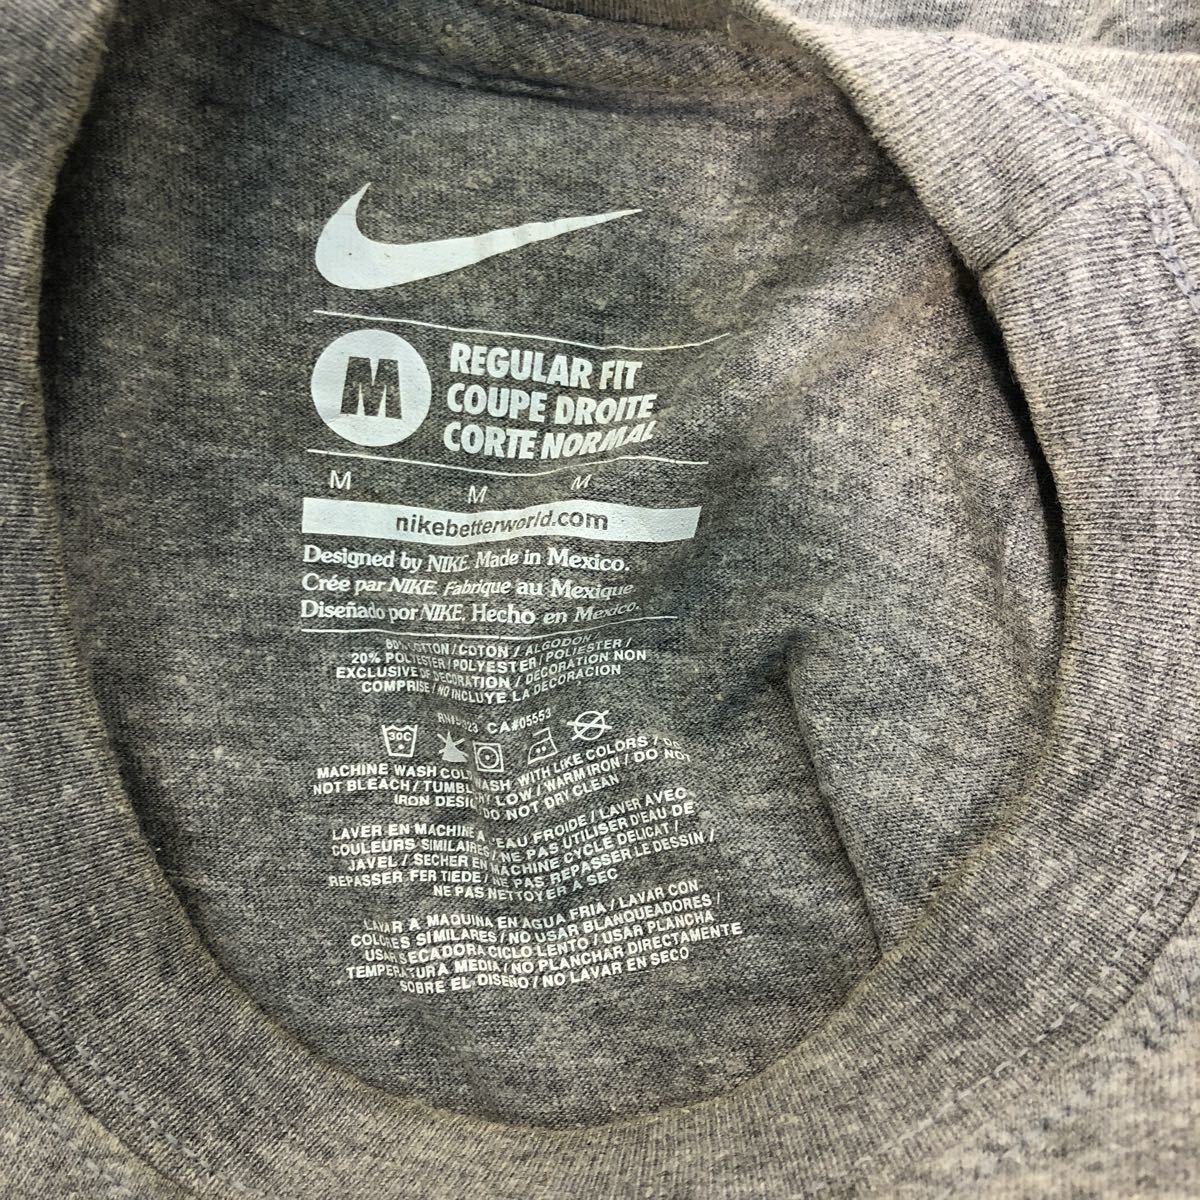 M
REGULAR FIT
COUPE DROITE
CORTE NORMAL
M M M
nikebetterworld.com
Designed by NIKE. Made in Mexico.
Crée par NIKE. Fabrique au Mexique
Diseñado por NIKE. Hecho en Mexico.
COTTON / COTON / ALGODON
20% POLYESTER / POLYESTER / POLIESTER /
EXCLUSIVE OF DECORATION / DECORATION NON
COMPRISE / NO INCLUYE LA DECORACION
CA#05553
30C
MACHINE WASH COLD WASH WITH LIKE COLORS / DO
NOT BLEACH / TUMBLE DRY LOW / WARM IRON / DO NOT
IRON DESIGN / DO NOT DRY CLEAN
LAVER EN MACHINE A L'EAU FROIDE / LAVER AVEC
COULEURS SIMILAIRES / NE PAS UTILISER D'EAU DE
JAVEL / SECHER EN MACHINE CYCLE DELICAT /
REPASSER FER TIEDE / NE PAS REPASSER LE DESSIN /
NE PAS NETTOYER A SEC
LAVAR A MAQUINA EN AGUA FRIA / LAVAR CON
COLORES SIMILARES / NO USAR BLANQUEADORES /
USAR SECADORA CICLO LENTO / USAR PLANCHA
TEMPERATURA MEDIA / NO PLANCHAR DIRECTAMENTE
SOBRE EL DISEÑO / NO LAVAR EN SECO